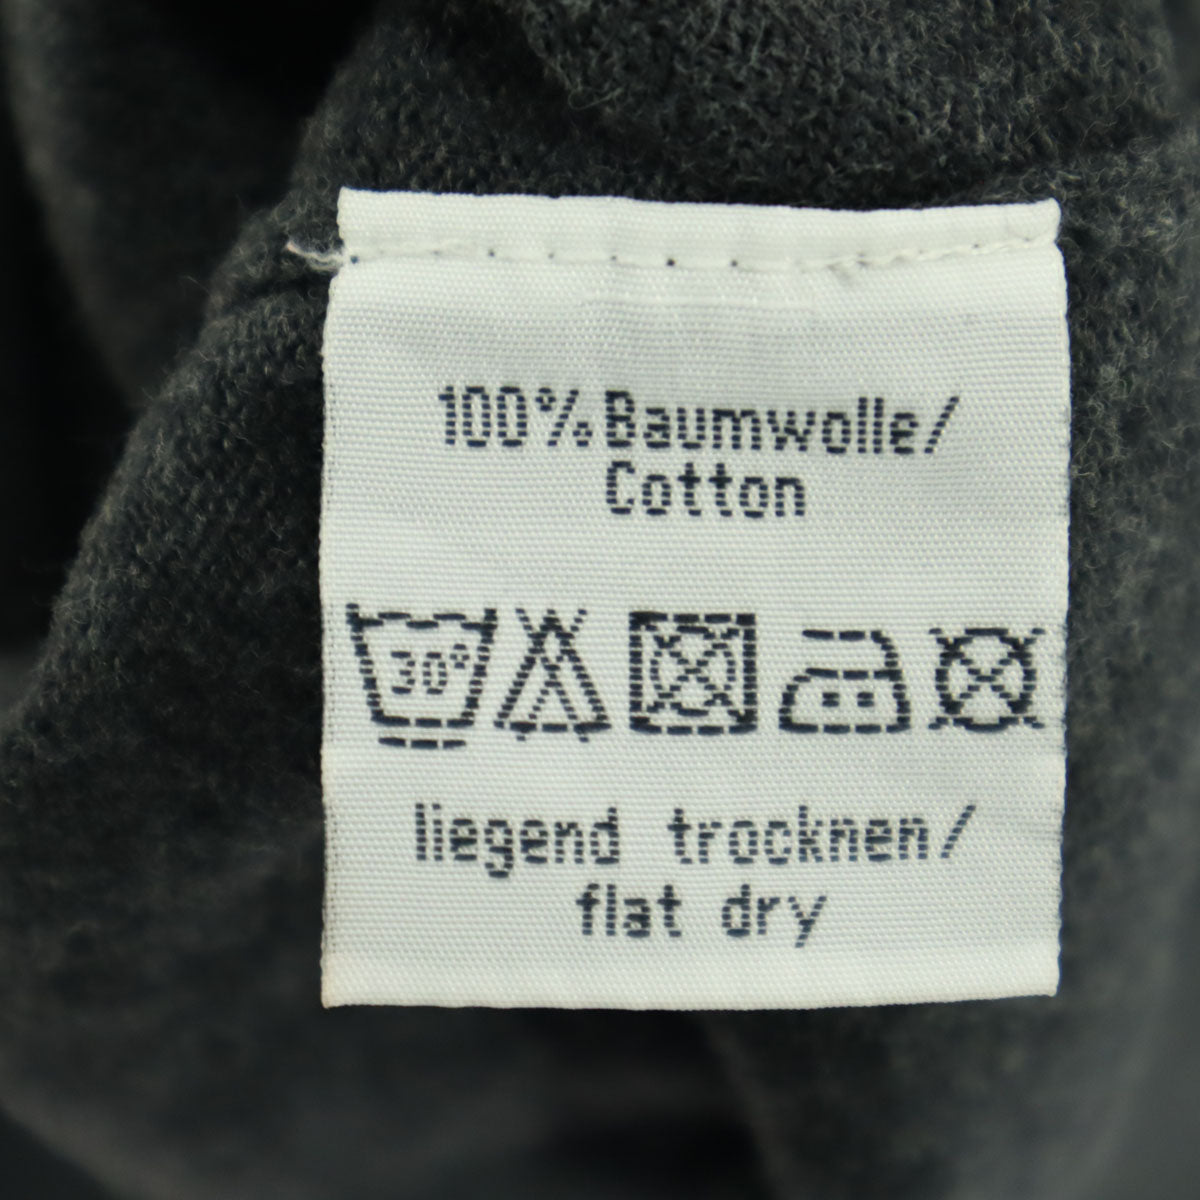 100% Baumwolle/
Cotton
30°
liegend trocknen/
flat dry